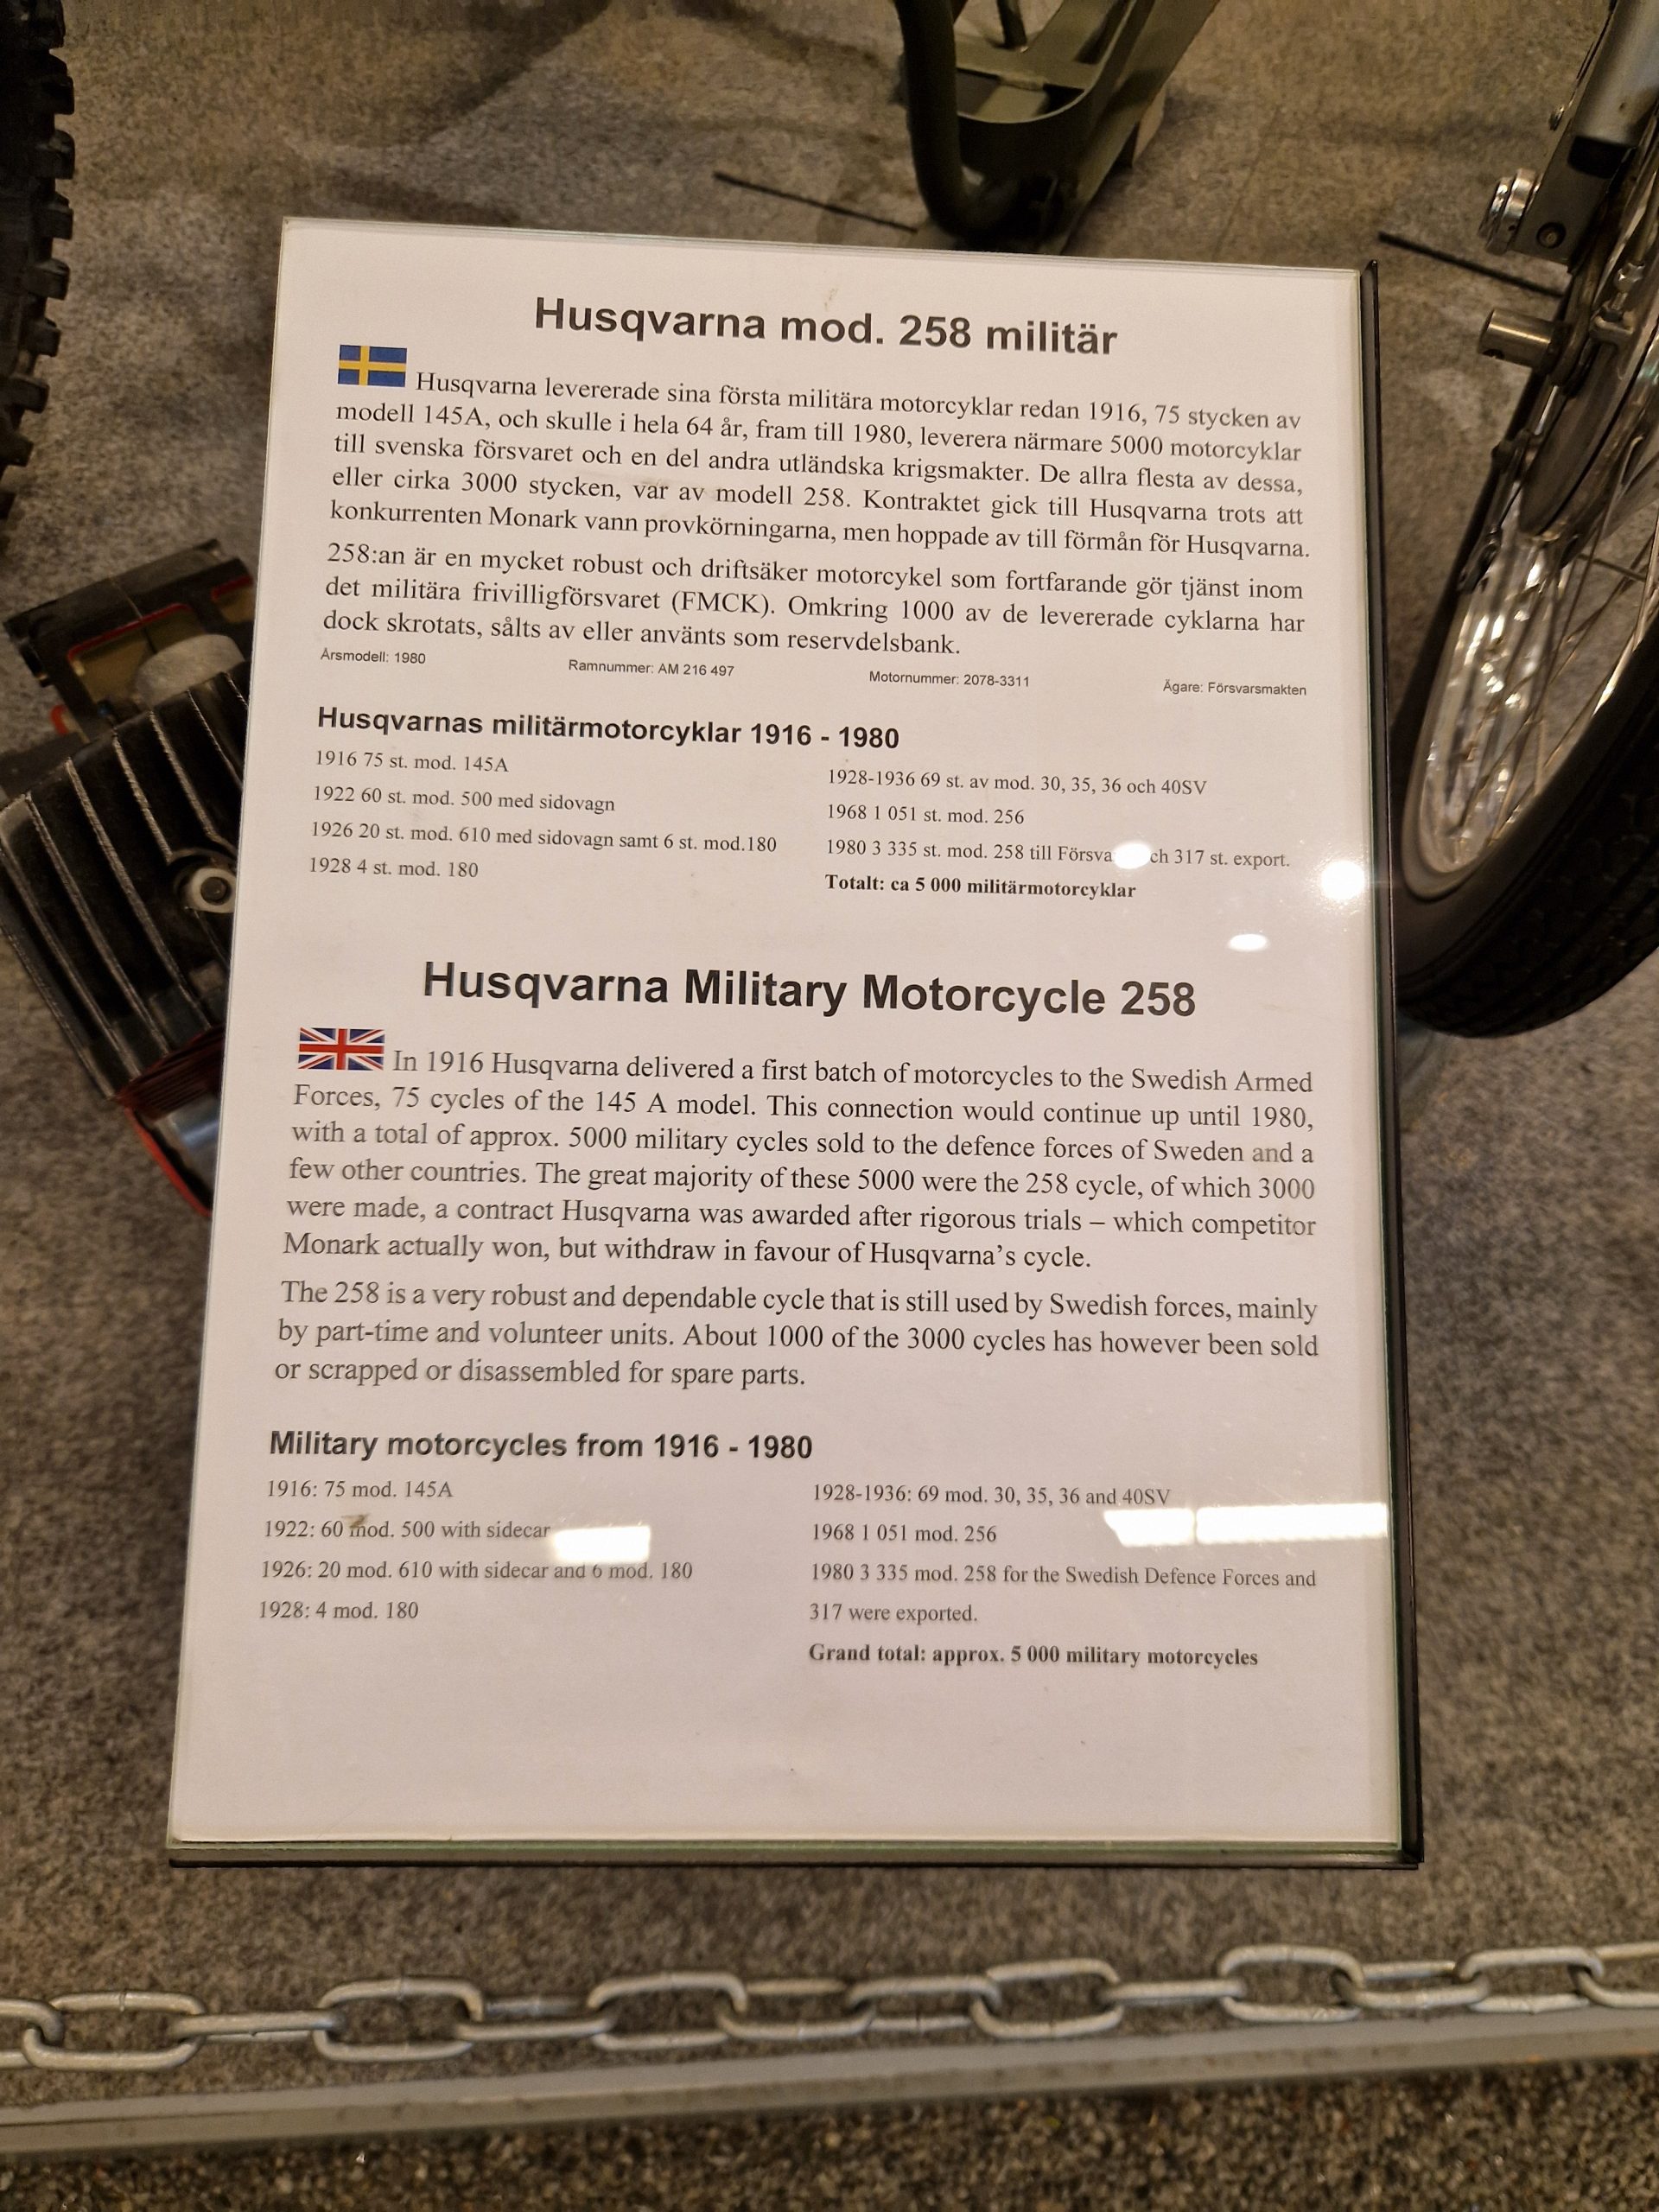 Husqvarna mod. 258 militär
Husqvarna levererade sina första militära motorcyklar redan 1916, 75 stycken av
modell 145A, och skulle i hela 64 år, fram till 1980, leverera närmare 5000 motorcyklar
till svenska försvaret och en del andra utländska krigsmakter. De allra flesta av dessa,
eller cirka 3000 stycken, var av modell 258. Kontraktet gick till Husqvarna trots att
konkurrenten Monark vann provkörningarna, men hoppade av till förmån för Husqvarna.
258:an är en mycket robust och driftsäker motorcykel som fortfarande gör tjänst inom
det militära frivilligförsvaret (FMCK). Omkring 1000 av de levererade cyklarna har
dock skrotats, sålts av eller använts som reservdelsbank.
Årsmodell: 1980 Ramnummer: AM 216 497 Motornummer: 2078-3311 Ägare: Försvarsmakten
Husqvarnas militärmotorcyklar 1916 - 1980
1916 75 st. mod. 145A
1922 60 st. mod. 500 med sidovagn
1926 20 st. mod. 610 med sidovagn samt 6 st. mod.180
1928 4 st. mod. 180
1928-1936 69 st. av mod. 30, 35, 36 och 40SV
1968 1 051 st. mod. 256
1980 3 335 st. mod. 258 till 317 st. export.
Totalt: ca 5 000 militärmotorcyklar
Husqvarna Military Motorcycle 258
In 1916 Husqvarna delivered a first batch of motorcycles to the Swedish Armed
Forces, 75 cycles of the 145 A model. This connection would continue up until 1980,
with a total of approx. 5000 military cycles sold to the defence forces of Sweden and a
few other countries. The great majority of these 5000 were the 258 cycle, of which 3000
were made, a contract Husqvarna was awarded after rigorous trials – which competitor
Monark actually won, but withdraw in favour of Husqvarna’s cycle.
The 258 is a very robust and dependable cycle that is still used by Swedish forces, mainly
by part-time and volunteer units. About 1000 of the 3000 cycles has however been sold
or scrapped or disassembled for spare parts.
Military motorcycles from 1916 - 1980
1916: 75 mod. 145A
1922: 60 mod. 500 with sidecar
1926: 20 mod. 610 with sidecar and 6 mod. 180
1928: 4 mod. 180
1928-1936: 69 mod. 30, 35, 36 and 40SV
1968 1 051 mod. 256
1980 3 335 mod. 258 for the Swedish Defence Forces and
317 were exported.
Grand total: approx. 5 000 military motorcycles